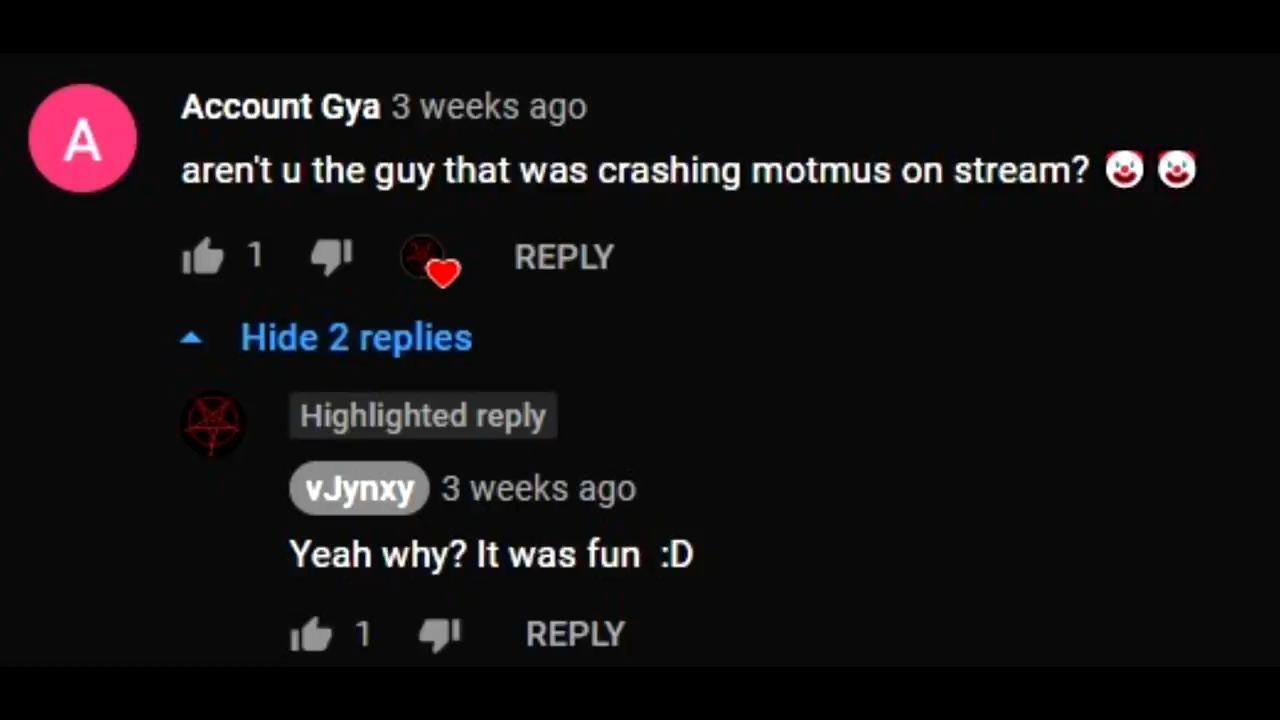 A
Account Gya 3 weeks ago
aren't u the guy that was crashing motmus on stream? 🤡 🤡
1 REPLY
Hide 2 replies
Highlighted reply
vJynxy 3 weeks ago
Yeah why? It was fun :D
1 REPLY